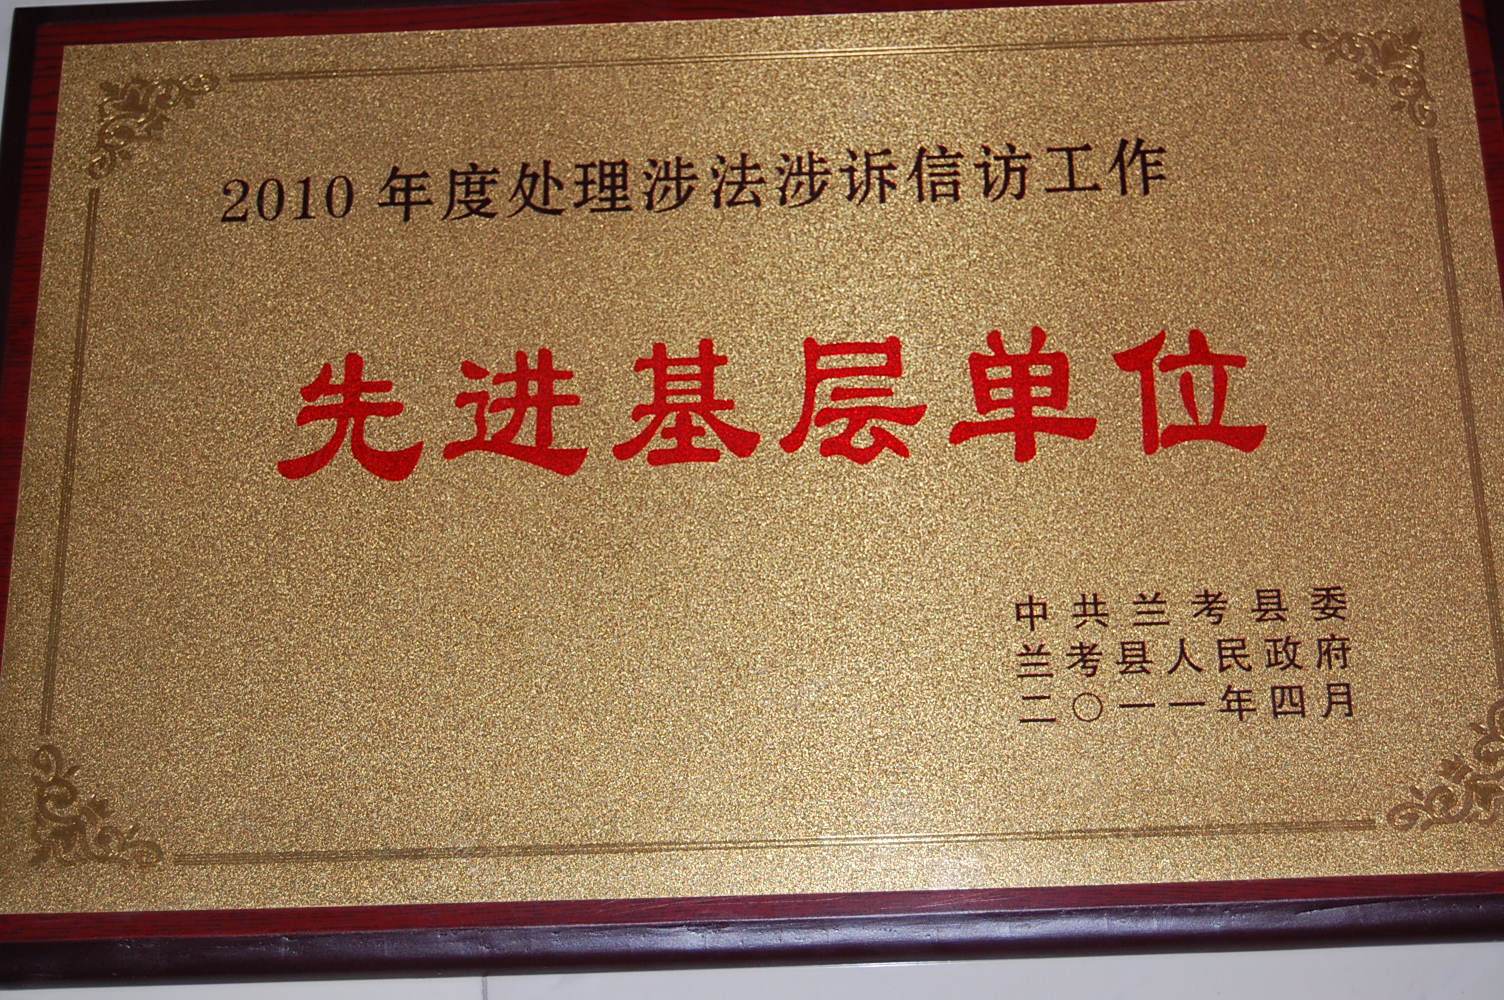 2010 年度处理涉法涉诉信访工作
先进基层单位
中共兰考县委
兰考县人民政府
二〇一一年四月